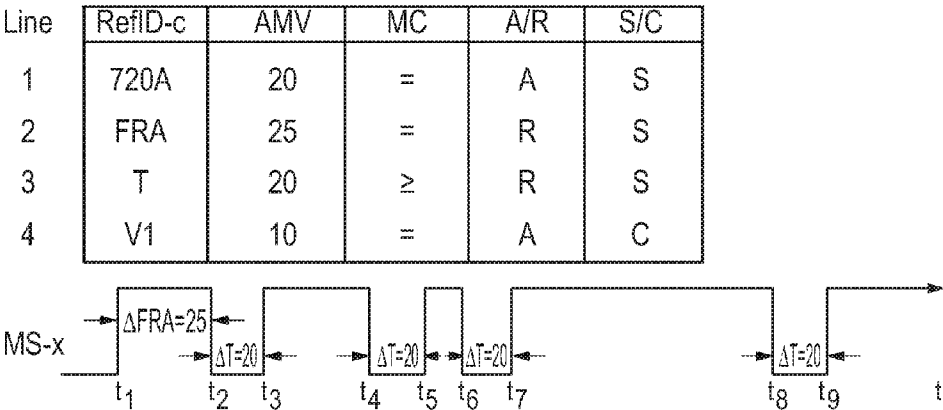 Line RefID-c AMV MC A/R S/C
1 720A 20 = A S
2 FRA 25 = R S
3 T 20 ≥ R S
4 V1 10 = A C
ΔFRA=25
MS-x ΔT=20 ΔT=20 ΔT=20 ΔT=20
t1 t2 t3 t4 t5 t6 t7 t8 t9 t